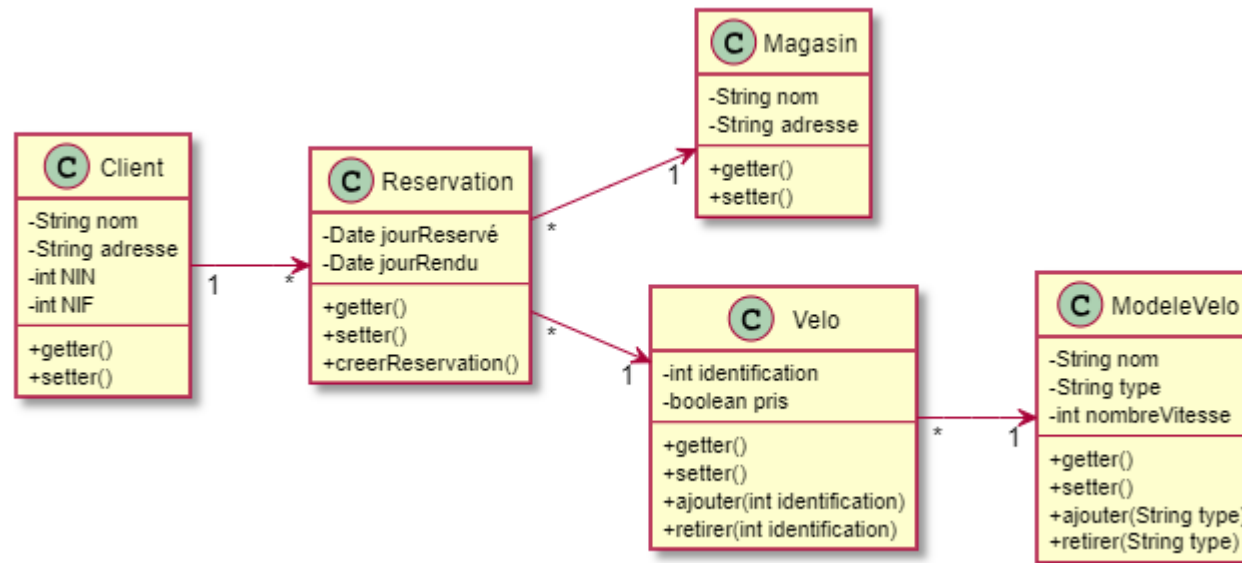 C Client
-String nom
-String adresse
-int NIN
-int NIF
+getter()
+setter()
1
*
C Reservation
-Date jourReservé
-Date jourRendu
+getter()
+setter()
+creerReservation()
*
1
*
1
C Magasin
-String nom
-String adresse
+getter()
+setter()
C Velo
-int identification
-boolean pris
+getter()
+setter()
+ajouter(int identification)
+retirer(int identification)
*
1
C ModeleVelo
-String nom
-String type
-int nombreVitesse
+getter()
+setter()
+ajouter(String type)
+retirer(String type)